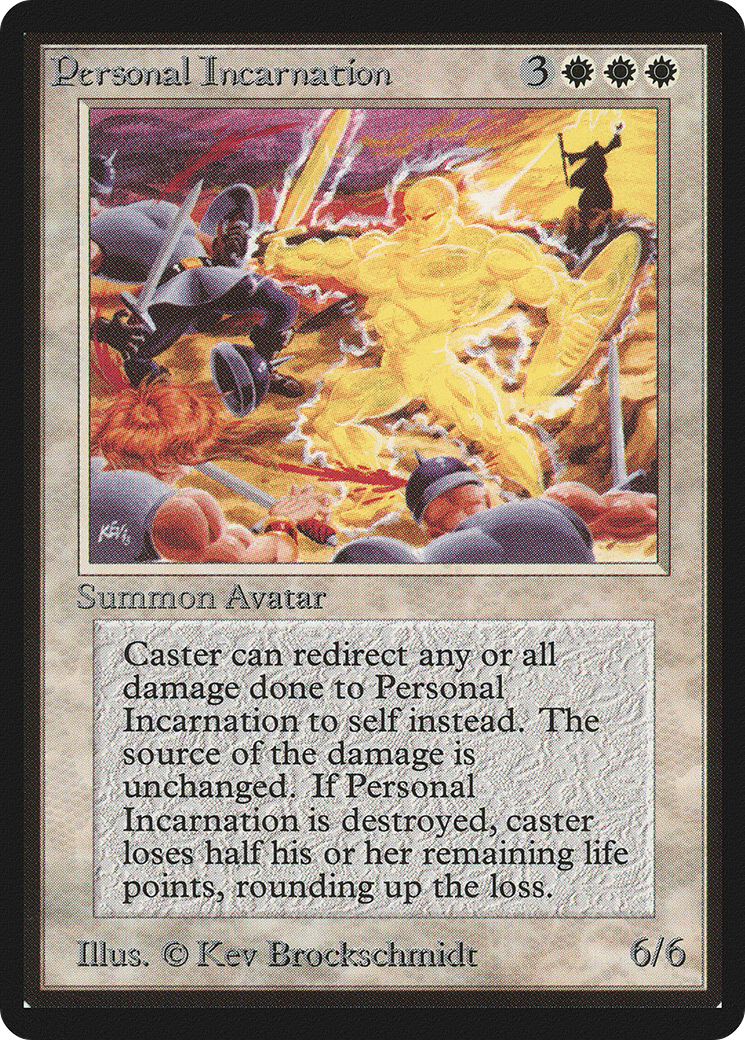 Personal Incarnation 3
KEV 93
Summon Avatar
Caster can redirect any or all
damage done to Personal
Incarnation to self instead. The
source of the damage is
unchanged. If Personal
Incarnation is destroyed, caster
loses half his or her remaining life
points, rounding up the loss.
Illus. © Kev Brockschmidt 6/6